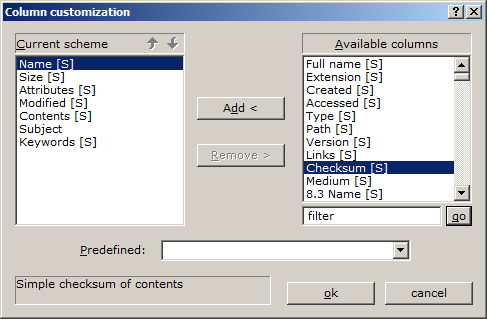 Column customization
Current scheme
Name [S]
Size [S]
Attributes [S]
Modified [S]
Contents [S]
Subject
Keywords [S]
Add <
Remove >
Available columns
Full name [S]
Extension [S]
Created [S]
Accessed [S]
Type [S]
Path [S]
Version [S]
Links [S]
Checksum [S]
Medium [S]
8.3 Name [S]
filter
go
Predefined:
Simple checksum of contents
ok
cancel